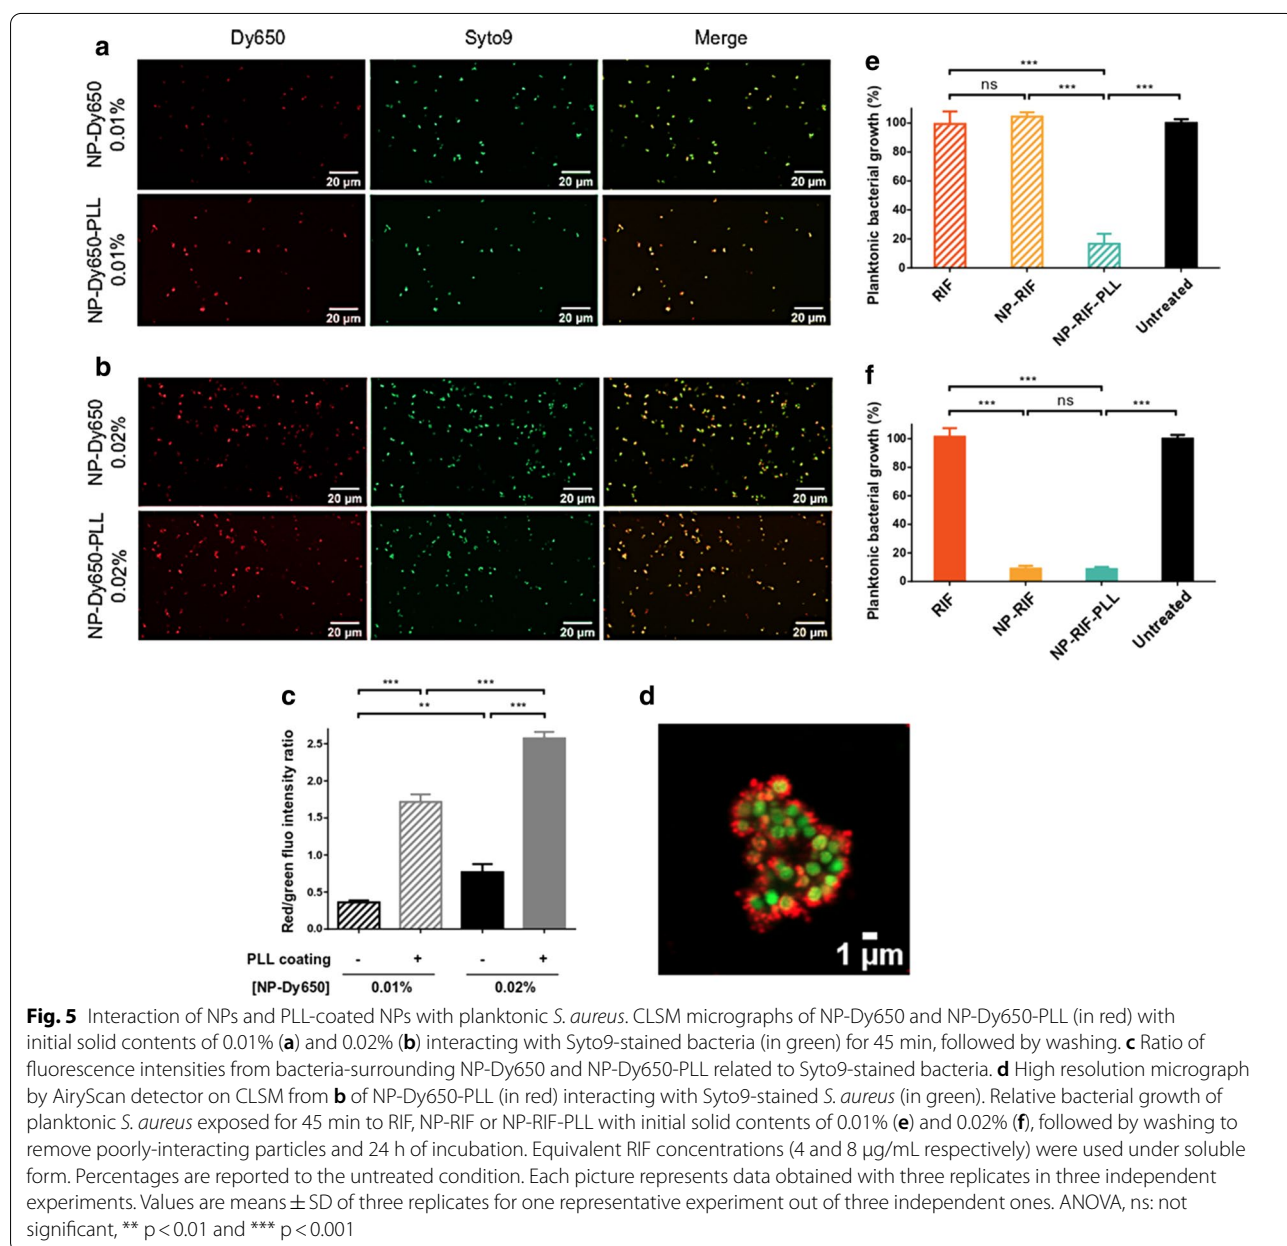 a
Dy650
Syto9
Merge
NP-Dy650
0.01%
20 µm
20 µm
20 µm
NP-Dy650-PLL
0.01%
20 µm
20 µm
20 µm
b
NP-Dy650
0.02%
20 µm
20 µm
20 µm
NP-Dy650-PLL
0.02%
20 µm
20 µm
20 µm
e
***
ns
***
***
Planktonic bacterial growth (%)
100
80
60
40
20
0
RIF
NP-RIF
NP-RIF-PLL
Untreated
f
***
***
ns
***
Planktonic bacterial growth (%)
100
80
60
40
20
0
RIF
NP-RIF
NP-RIF-PLL
Untreated
c
***
***
**
***
Red/green fluo intensity ratio
2.5
2.0
1.5
1.0
0.5
0.0
PLL coating - + - +
[NP-Dy650] 0.01% 0.02%
d
1 µm
Fig. 5 Interaction of NPs and PLL-coated NPs with planktonic S. aureus. CLSM micrographs of NP-Dy650 and NP-Dy650-PLL (in red) with
initial solid contents of 0.01% (a) and 0.02% (b) interacting with Syto9-stained bacteria (in green) for 45 min, followed by washing. c Ratio of
fluorescence intensities from bacteria-surrounding NP-Dy650 and NP-Dy650-PLL related to Syto9-stained bacteria. d High resolution micrograph
by AiryScan detector on CLSM from b of NP-Dy650-PLL (in red) interacting with Syto9-stained S. aureus (in green). Relative bacterial growth of
planktonic S. aureus exposed for 45 min to RIF, NP-RIF or NP-RIF-PLL with initial solid contents of 0.01% (e) and 0.02% (f), followed by washing to
remove poorly-interacting particles and 24 h of incubation. Equivalent RIF concentrations (4 and 8 µg/mL respectively) were used under soluble
form. Percentages are reported to the untreated condition. Each picture represents data obtained with three replicates in three independent
experiments. Values are means ± SD of three replicates for one representative experiment out of three independent ones. ANOVA, ns: not
significant, ** p < 0.01 and *** p < 0.001